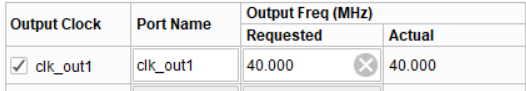 Output Clock Port Name Output Freq (MHz)
Requested Actual
clk_out1 clk_out1 40.000 40.000